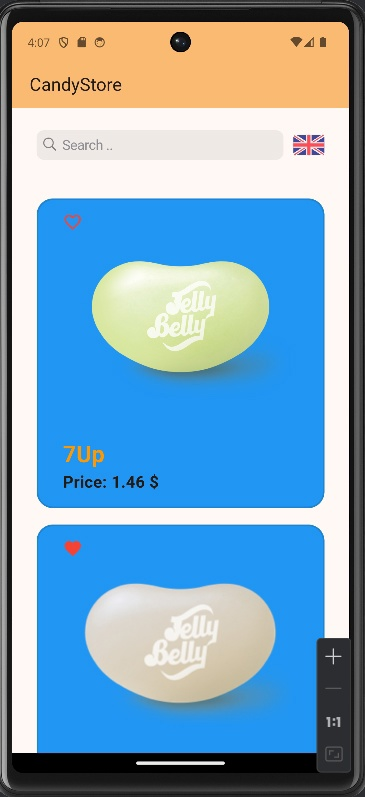 4:07
CandyStore
Search ..
Jelly
Belly
7Up
Price: 1.46 $
Jelly
Belly
1:1